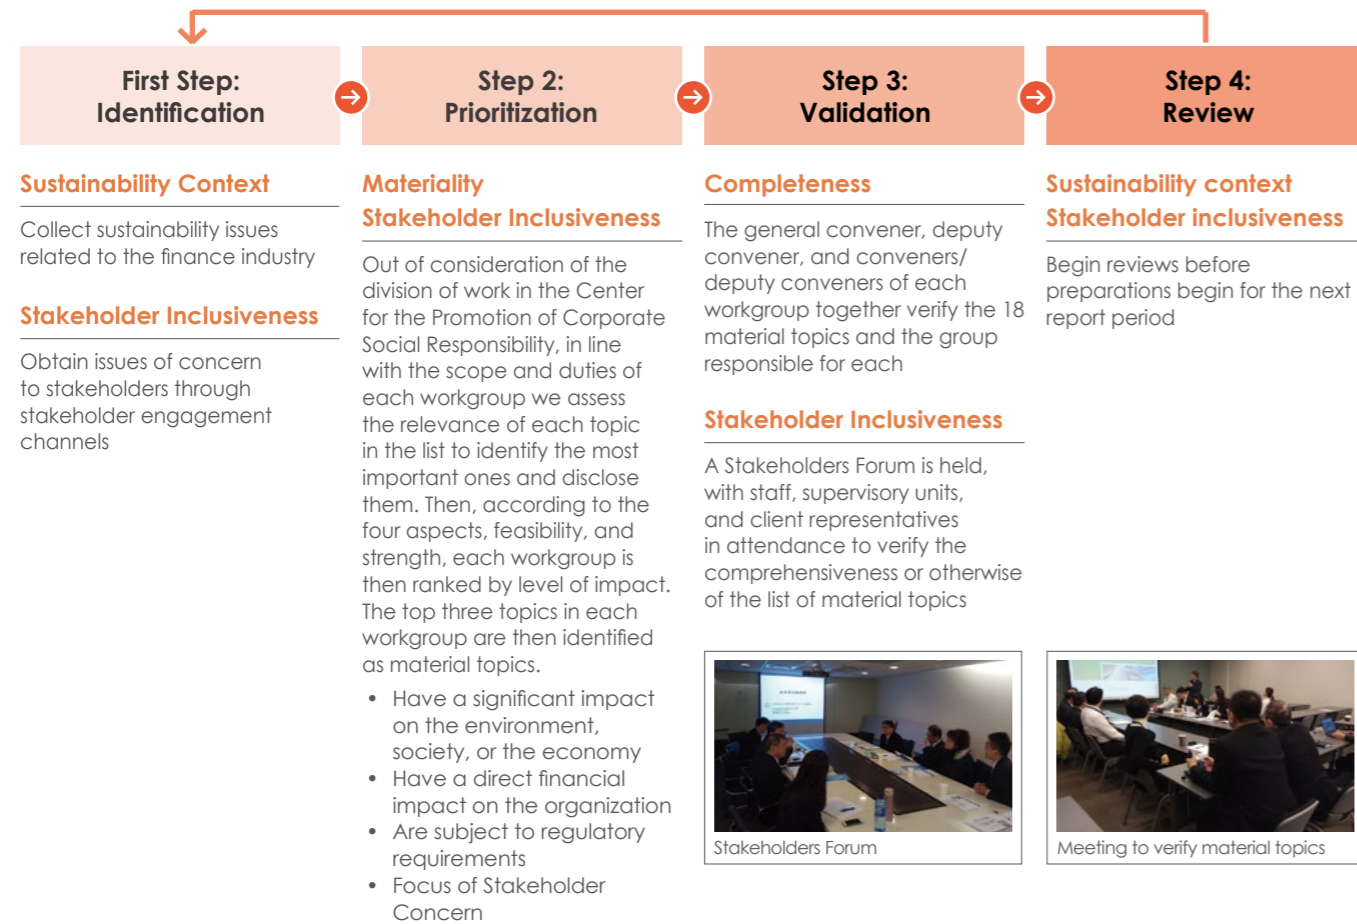 First Step:
Identification
Sustainability Context
Collect sustainability issues
related to the finance industry
Stakeholder Inclusiveness
Obtain issues of concern
to stakeholders through
stakeholder engagement
channels
Step 2:
Prioritization
Materiality
Stakeholder Inclusiveness
Out of consideration of the
division of work in the Center
for the Promotion of Corporate
Social Responsibility, in line
with the scope and duties of
each workgroup we assess
the relevance of each topic
in the list to identify the most
important ones and disclose
them. Then, according to the
four aspects, feasibility, and
strength, each workgroup is
then ranked by level of impact.
The top three topics in each
workgroup are then identified
as material topics.
• Have a significant impact
on the environment,
society, or the economy
• Have a direct financial
impact on the organization
• Are subject to regulatory
requirements
• Focus of Stakeholder
Concern
Step 3:
Validation
Completeness
The general convener, deputy
convener, and conveners/
deputy conveners of each
workgroup together verify the 18
material topics and the group
responsible for each
Stakeholder Inclusiveness
A Stakeholders Forum is held,
with staff, supervisory units,
and client representatives
in attendance to verify the
comprehensiveness or otherwise
of the list of material topics
Stakeholders Forum
Step 4:
Review
Sustainability context
Stakeholder inclusiveness
Begin reviews before
preparations begin for the next
report period
Meeting to verify material topics